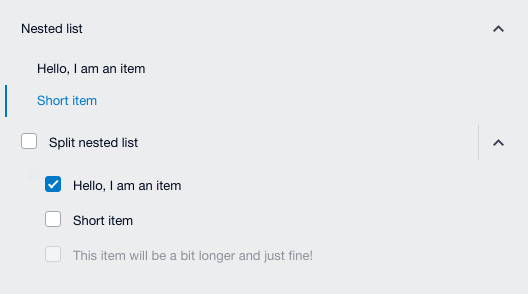 Nested list
Hello, I am an item
Short item
Split nested list
Hello, I am an item
Short item
This item will be a bit longer and just fine!